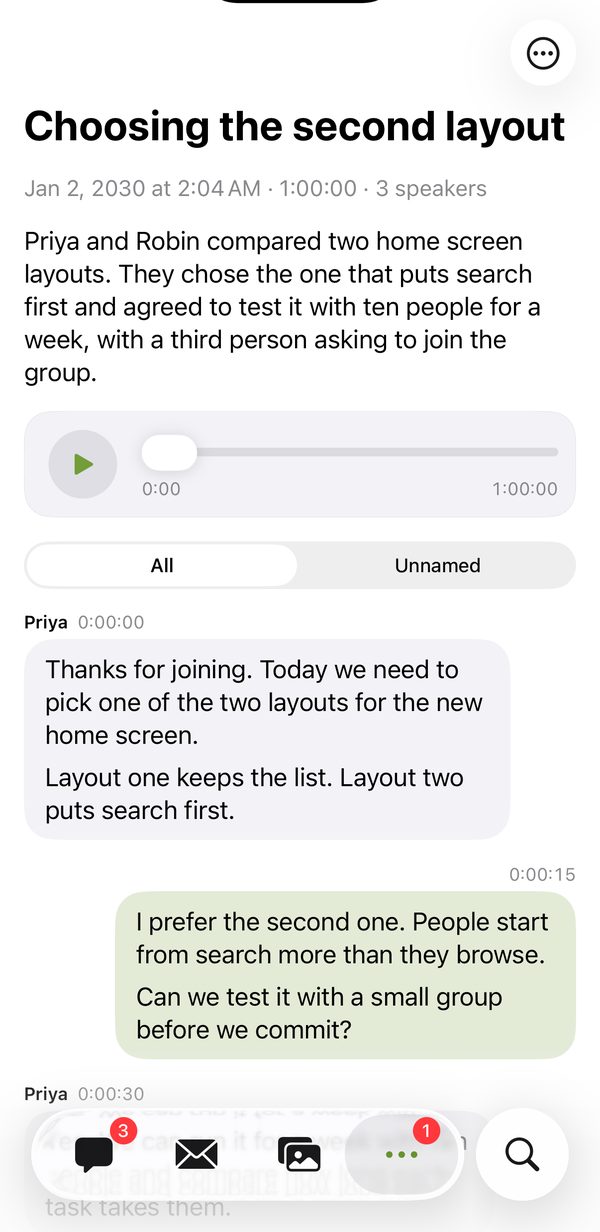 Choosing the second layout
Jan 2, 2030 at 2:04 AM · 1:00:00 · 3 speakers
Priya and Robin compared two home screen
layouts. They chose the one that puts search
first and agreed to test it with ten people for a
week, with a third person asking to join the
group.
0:00
1:00:00
All
Unnamed
Priya 0:00:00
Thanks for joining. Today we need to
pick one of the two layouts for the new
home screen.
Layout one keeps the list. Layout two
puts search first.
0:00:15
I prefer the second one. People start
from search more than they browse.
Can we test it with a small group
before we commit?
Priya 0:00:30
3
1
task takes them.